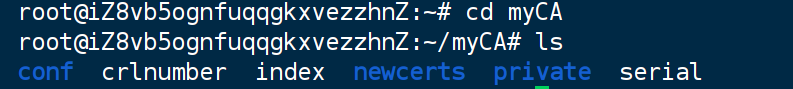 root@iZ8vb5ognfuqqgkxvezzhnZ:~# cd myCA
root@iZ8vb5ognfuqqgkxvezzhnZ:~/myCA# ls
conf  crlnumber  index  newcerts  private  serial